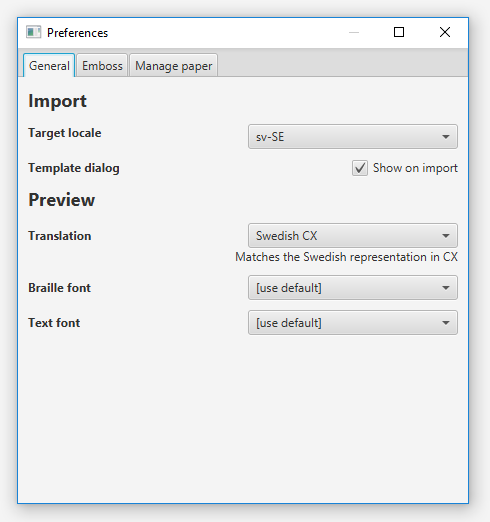 Preferences
General Emboss Manage paper
Import
Target locale sv-SE
Template dialog Show on import
Preview
Translation Swedish CX
Matches the Swedish representation in CX
Braille font [use default]
Text font [use default]